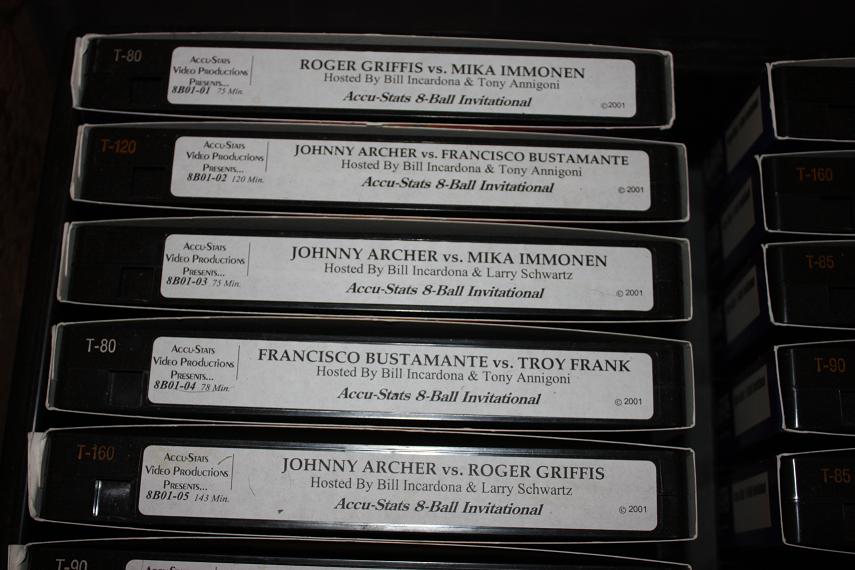 T-80
Accu-Stats
Video Productions
Presents...
8B01-01 75 Min.
ROGER GRIFFIS vs. MIKA IMMONEN
Hosted By Bill Incardona & Tony Annigoni
Accu-Stats 8-Ball Invitational
©2001
T-120
Accu-Stats
Video Productions
Presents...
8B01-02 120 Min.
JOHNNY ARCHER vs. FRANCISCO BUSTAMANTE
Hosted By Bill Incardona & Tony Annigoni
Accu-Stats 8-Ball Invitational
©2001
Accu-Stats
Video Productions
Presents...
8B01-03 75 Min.
JOHNNY ARCHER vs. MIKA IMMONEN
Hosted By Bill Incardona & Larry Schwartz
Accu-Stats 8-Ball Invitational
©2001
T-80
Accu-Stats
Video Productions
Presents...
8B01-04 78 Min.
FRANCISCO BUSTAMANTE vs. TROY FRANK
Hosted By Bill Incardona & Tony Annigoni
Accu-Stats 8-Ball Invitational
©2001
T-160
Accu-Stats
Video Productions
Presents...
8B01-05 143 Min.
JOHNNY ARCHER vs. ROGER GRIFFIS
Hosted By Bill Incardona & Larry Schwartz
Accu-Stats 8-Ball Invitational
©2001
T-90
T-160
T-85
T-90
T-85